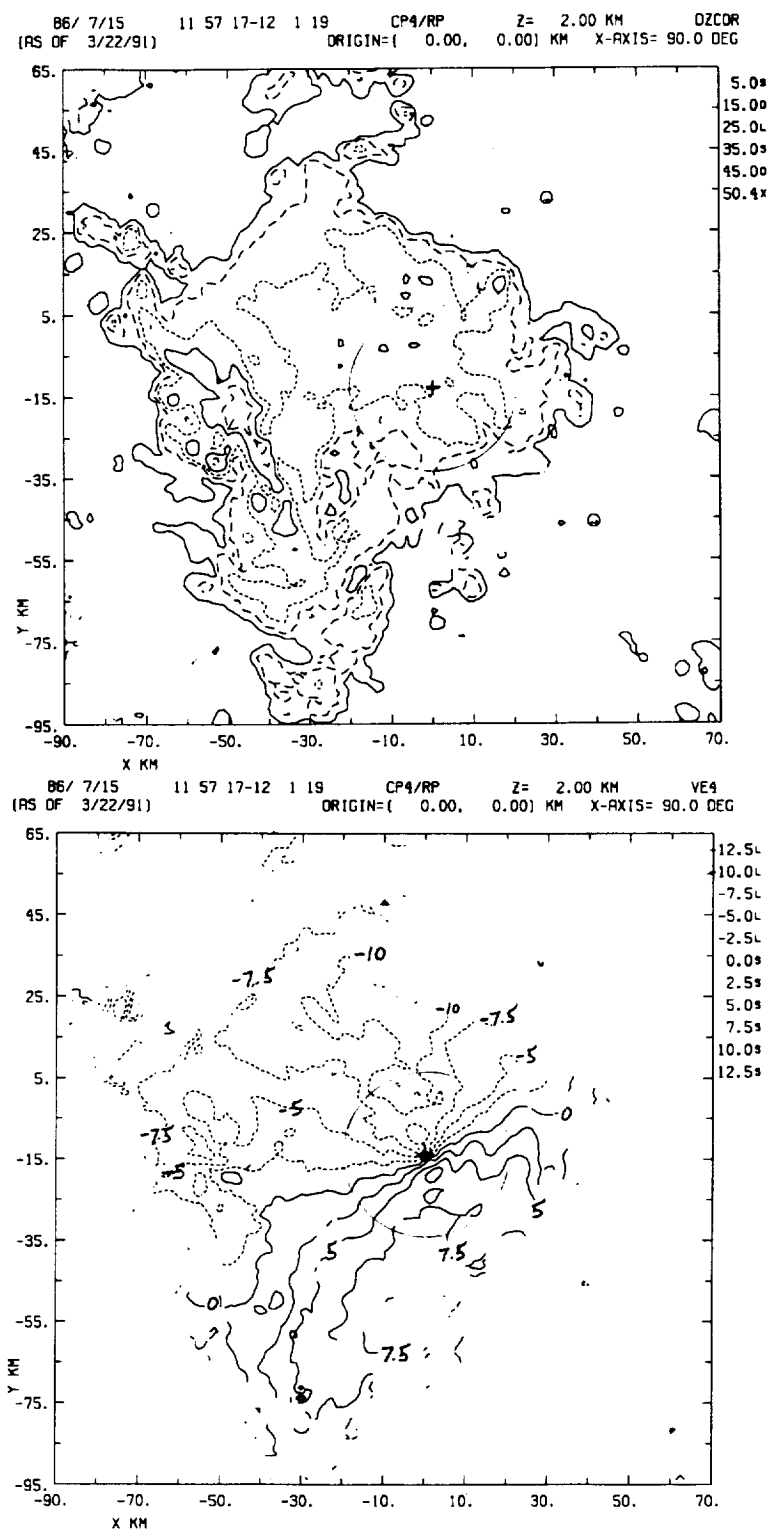 86/ 7/15 11 57 17-12 1 19 CP4/RP Z= 2.00 KM DZCOR
(AS OF 3/22/91) ORIGIN=( 0.00, 0.00) KM X-AXIS= 90.0 DEG
65.
45.
25.
5.
-15.
-35.
-55.
-75.
-95.
Y KM
5.0S
15.0D
25.0L
35.0S
45.0D
50.4X
-90. -70. -50. -30. -10. 10. 30. 50. 70.
X KM
86/ 7/15 11 57 17-12 1 19 CP4/RP Z= 2.00 KM VE4
(AS OF 3/22/91) ORIGIN=( 0.00, 0.00) KM X-AXIS= 90.0 DEG
65.
45.
25.
5.
-15.
-35.
-55.
-75.
-95.
Y KM
12.5L
10.0L
-7.5L
-5.0L
-2.5L
0.0S
2.5S
5.0S
7.5S
10.0S
12.5S
-10
-7.5
-10
-7.5
-5
-5
0
-7.5
-5
5
5
7.5
0
7.5
-90. -70. -50. -30. -10. 10. 30. 50. 70.
X KM